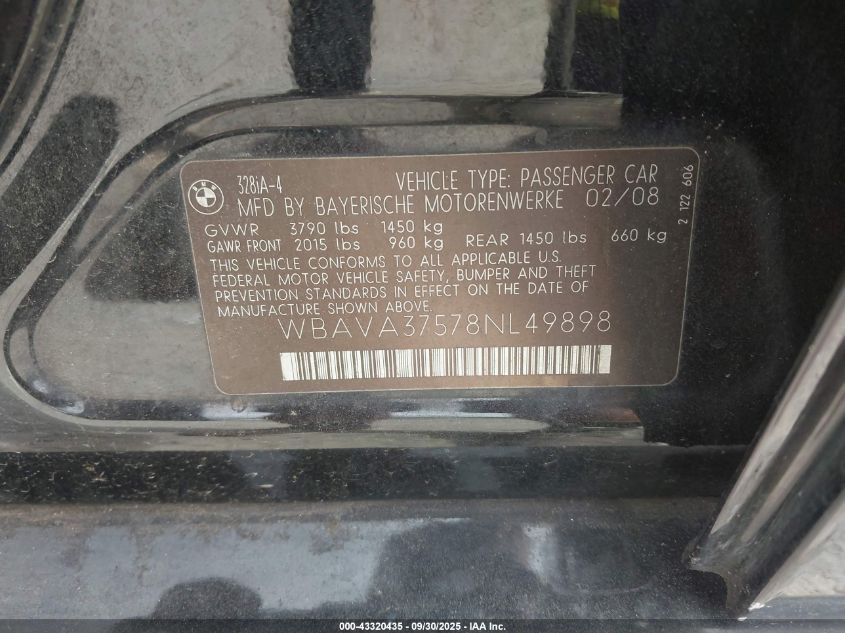 BMW
328iA-4 VEHICLE TYPE: PASSENGER CAR
MFD BY BAYERISCHE MOTORENWERKE 02/08
GVWR 3790 lbs 1450 kg
GAWR FRONT 2015 lbs 960 kg REAR 1450 lbs 660 kg
THIS VEHICLE CONFORMS TO ALL APPLICABLE U.S.
FEDERAL MOTOR VEHICLE SAFETY, BUMPER AND THEFT
PREVENTION STANDARDS IN EFFECT ON THE DATE OF
MANUFACTURE SHOWN ABOVE.
WBAVA37578NL49898
2 122 606
000-43320435 - 09/30/2025 - IAA Inc.